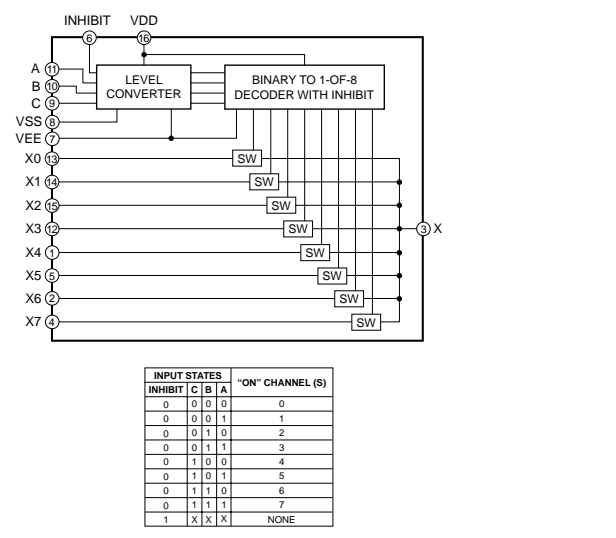 INHIBIT VDD
6 16
A 11
B 10
C 9
VSS 8
VEE 7
LEVEL
CONVERTER
BINARY TO 1-OF-8
DECODER WITH INHIBIT
X0 13 SW
X1 14 SW
X2 15 SW
X3 12 SW 3 X
X4 1 SW
X5 5 SW
X6 2 SW
X7 4 SW
INPUT STATES "ON" CHANNEL (S)
INHIBIT C B A
0 0 0 0 0
0 0 0 1 1
0 0 1 0 2
0 0 1 1 3
0 1 0 0 4
0 1 0 1 5
0 1 1 0 6
0 1 1 1 7
1 X X X NONE